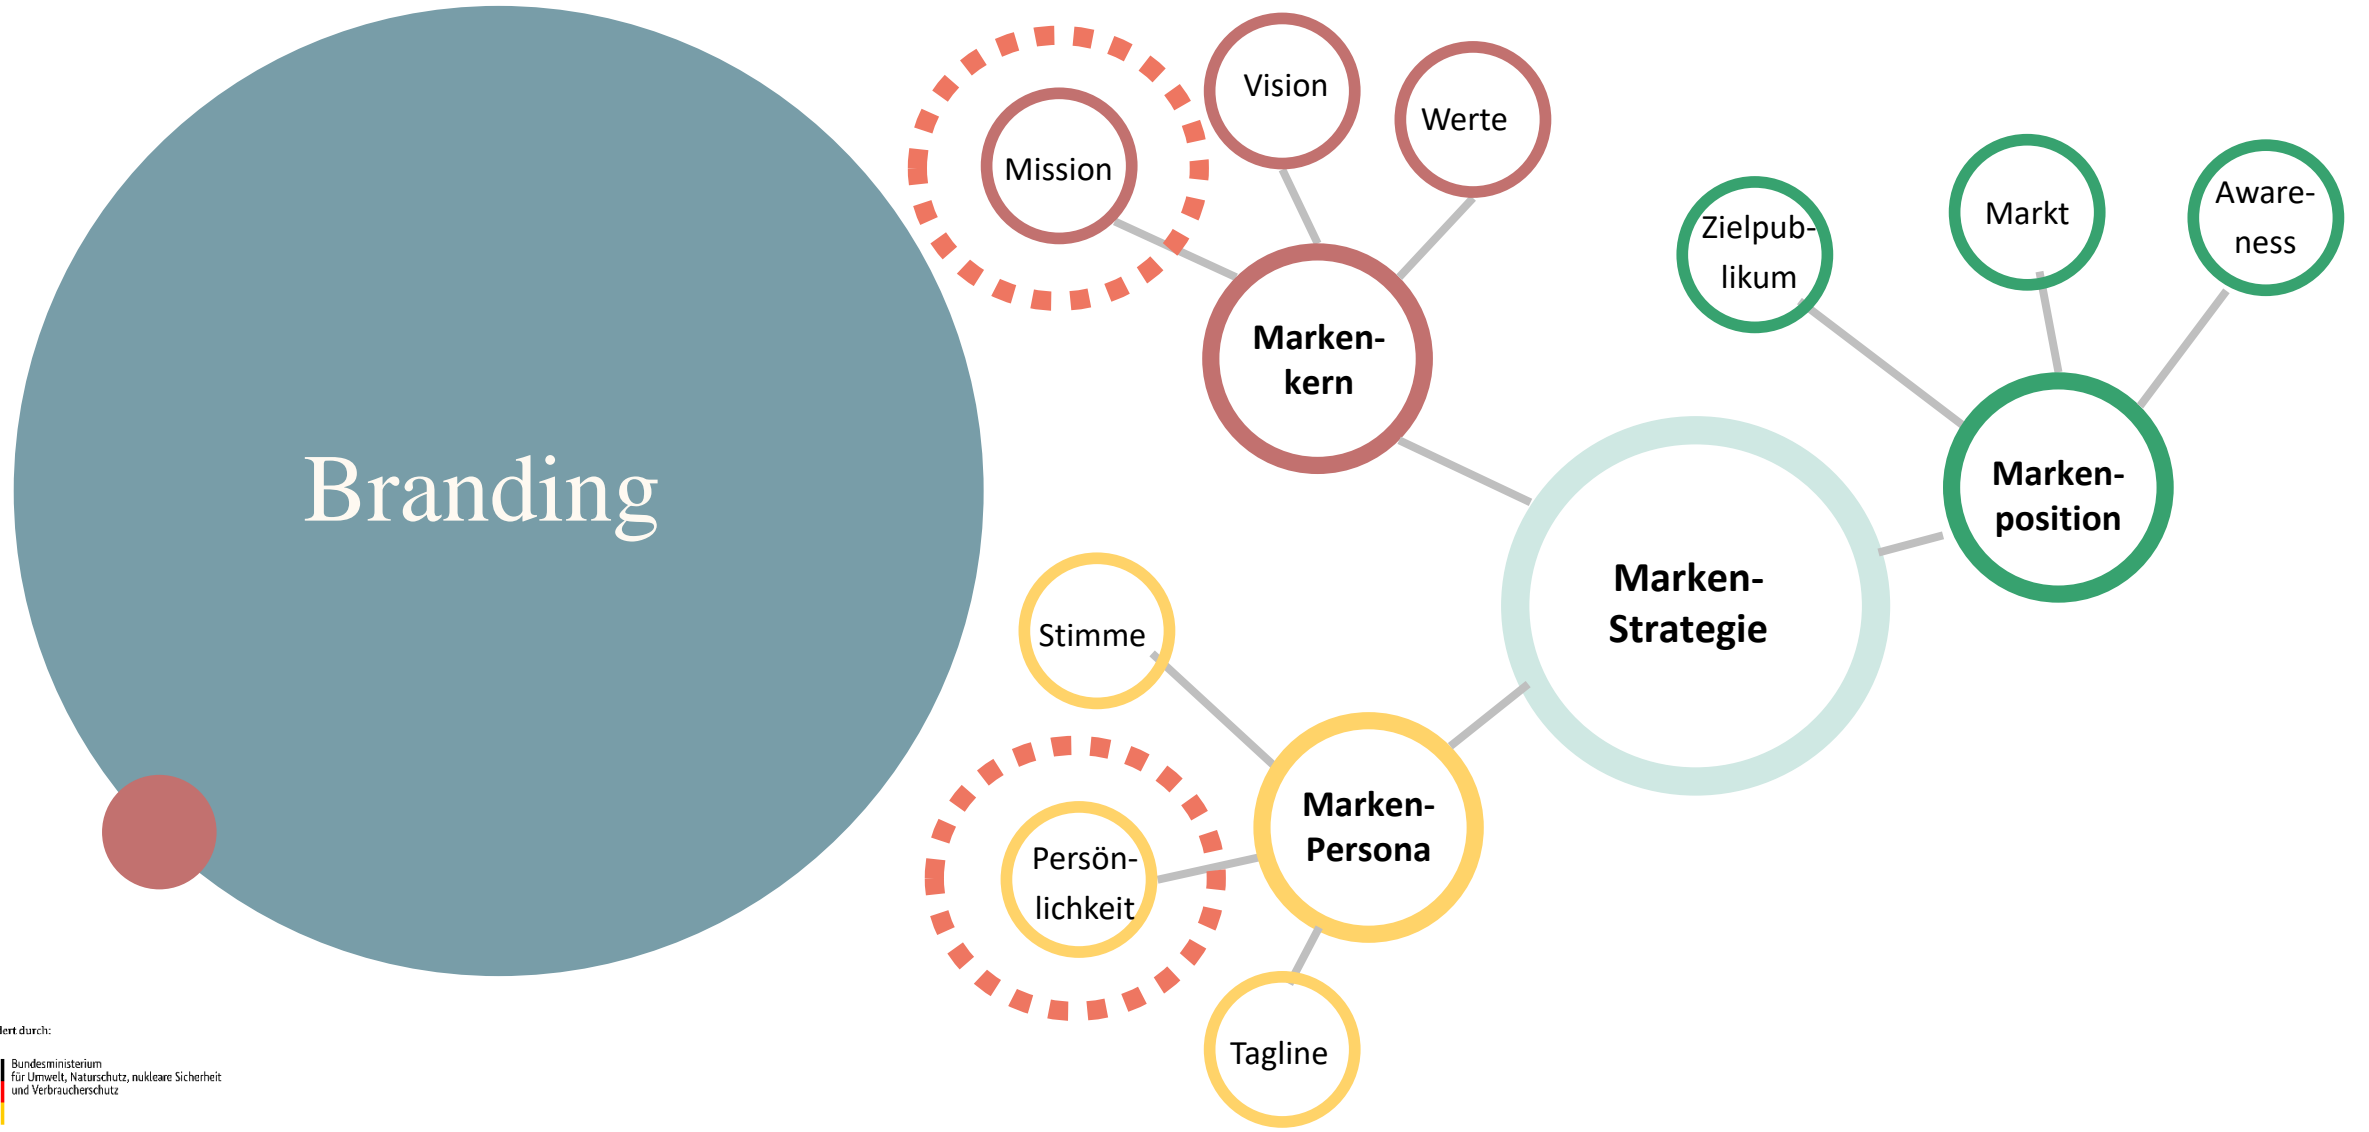 Branding
Mission
Vision
Werte
Marken-
kern
Zielpub-
likum
Markt
Aware-
ness
Marken-
position
Marken-
Strategie
Stimme
Persön-
lichkeit
Marken-
Persona
Tagline
durch:
Bundesministerium
für Umwelt, Naturschutz, nukleare Sicherheit
und Verbraucherschutz